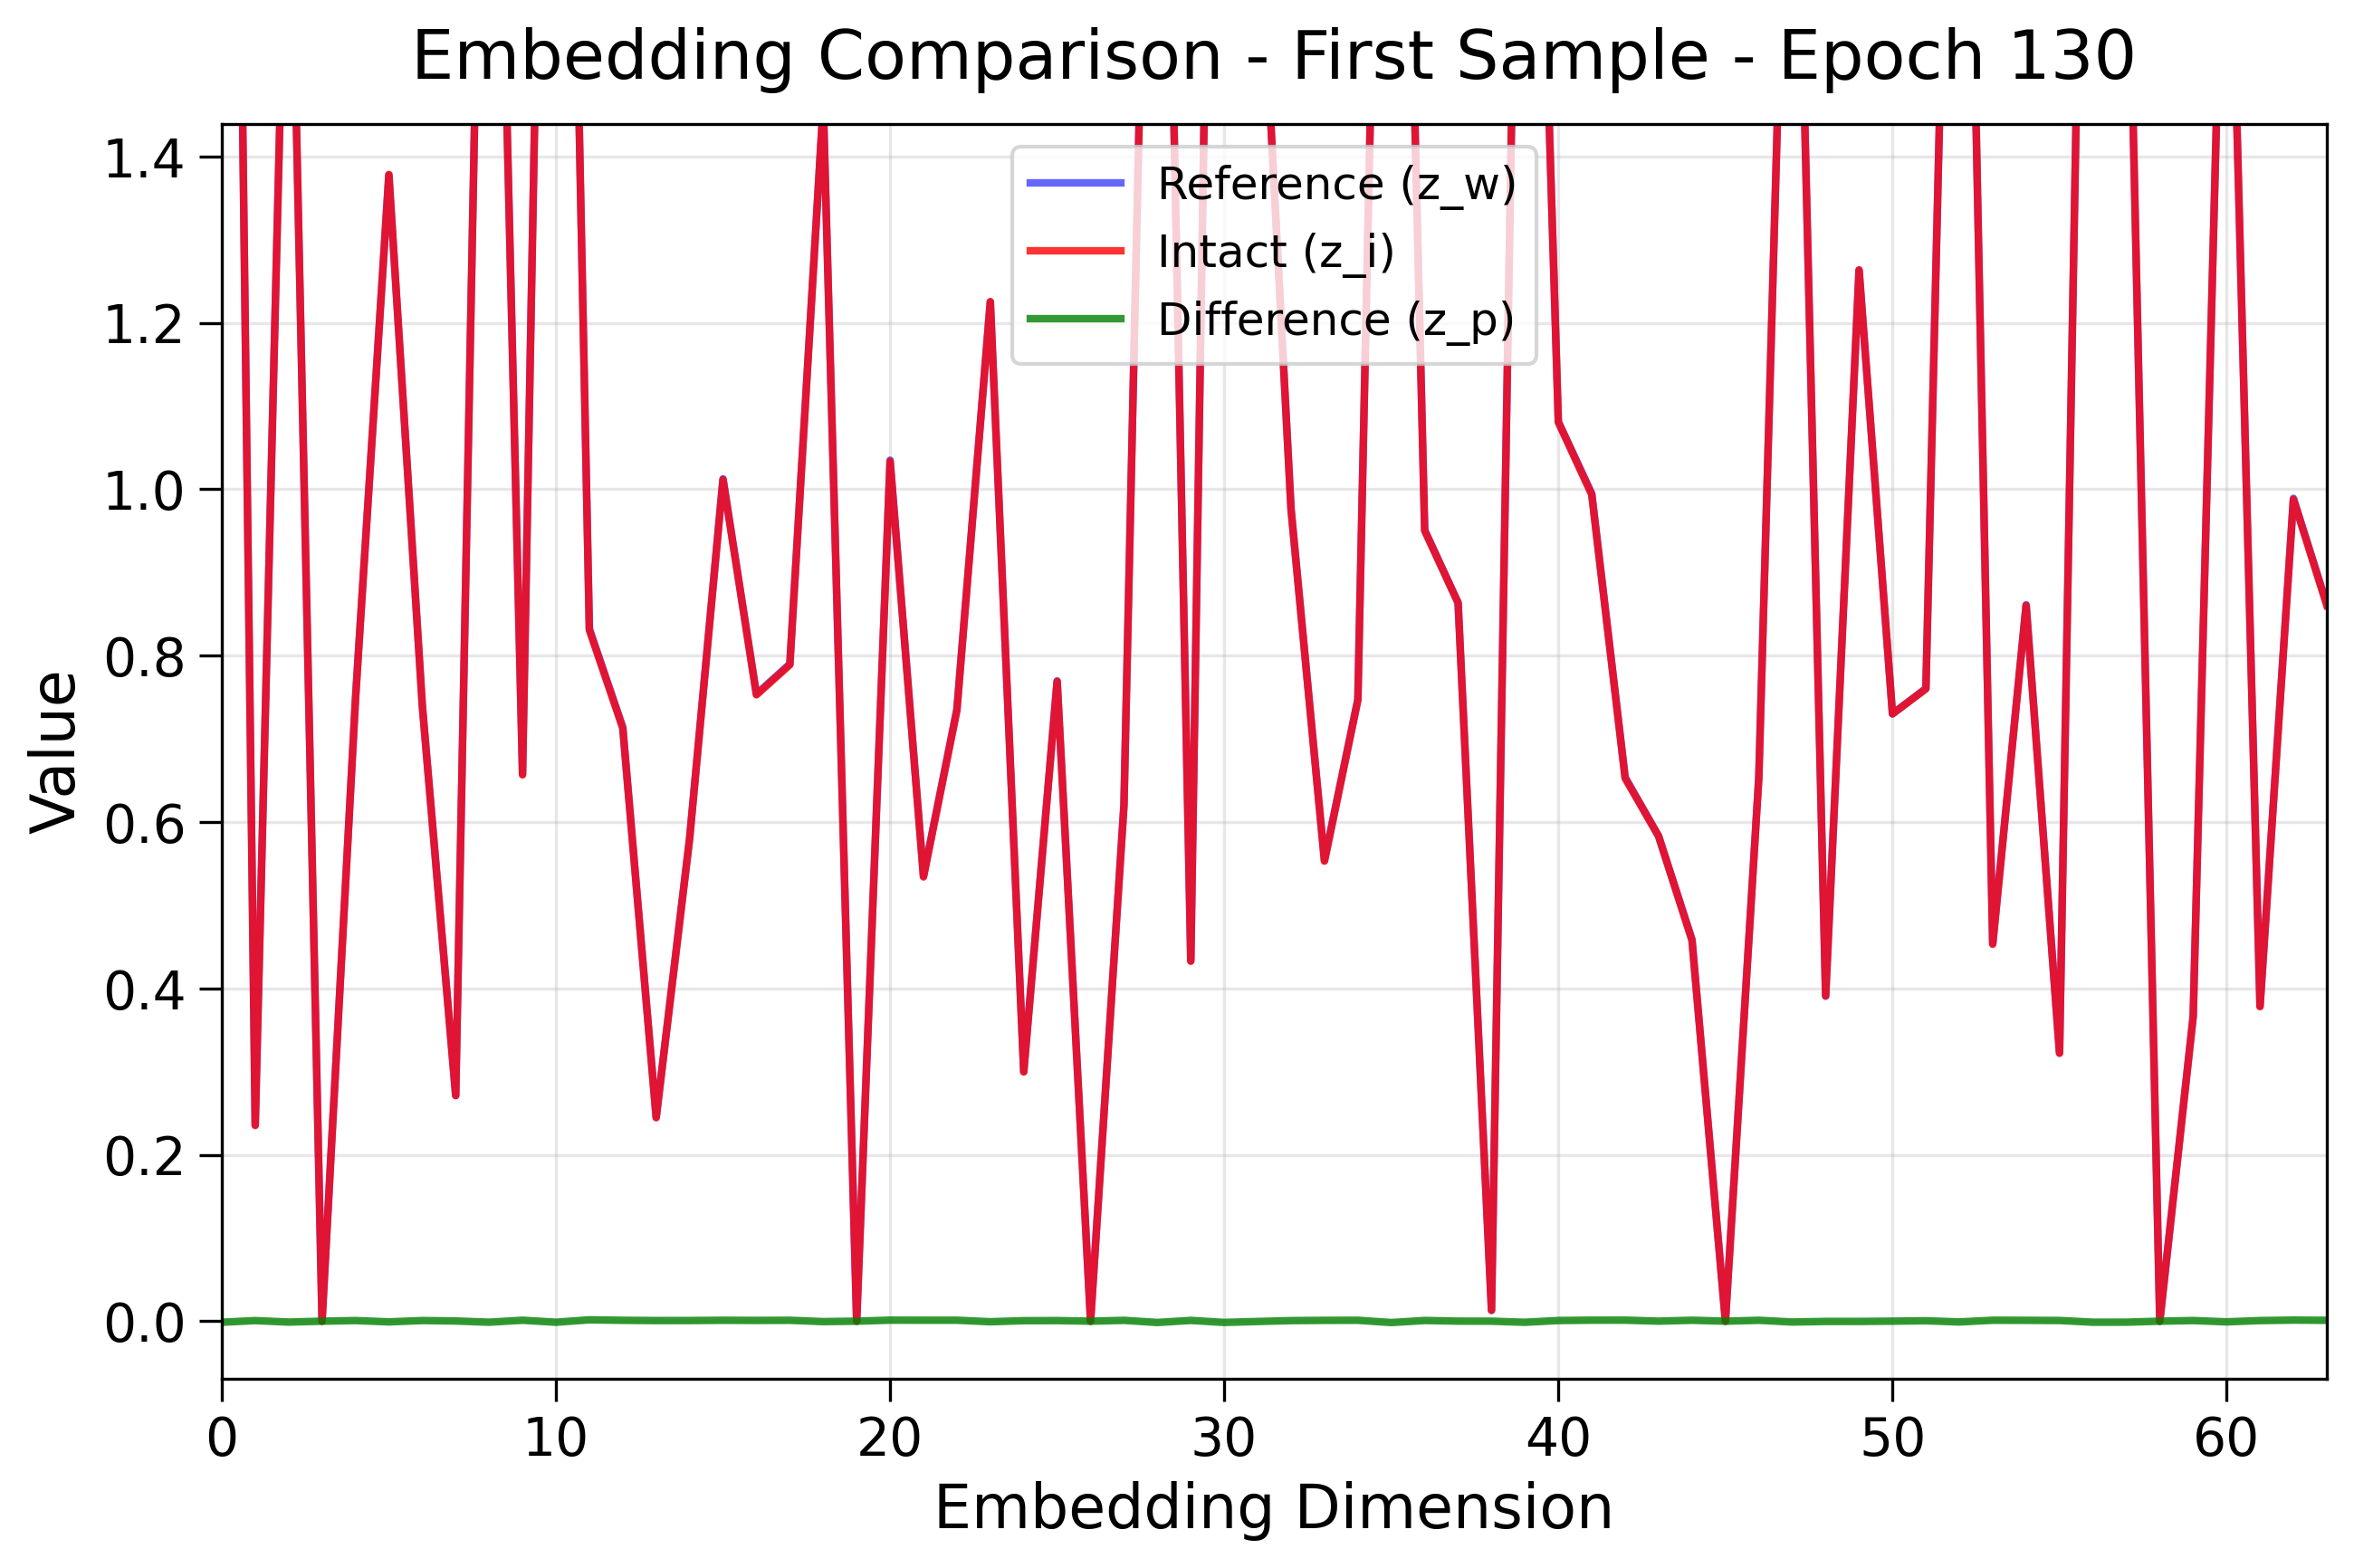 Embedding Comparison - First Sample - Epoch 130
Reference (z_w)
Intact (z_i)
Difference (z_p)
Value
1.4
1.2
1.0
0.8
0.6
0.4
0.2
0.0
0 10 20 30 40 50 60
Embedding Dimension